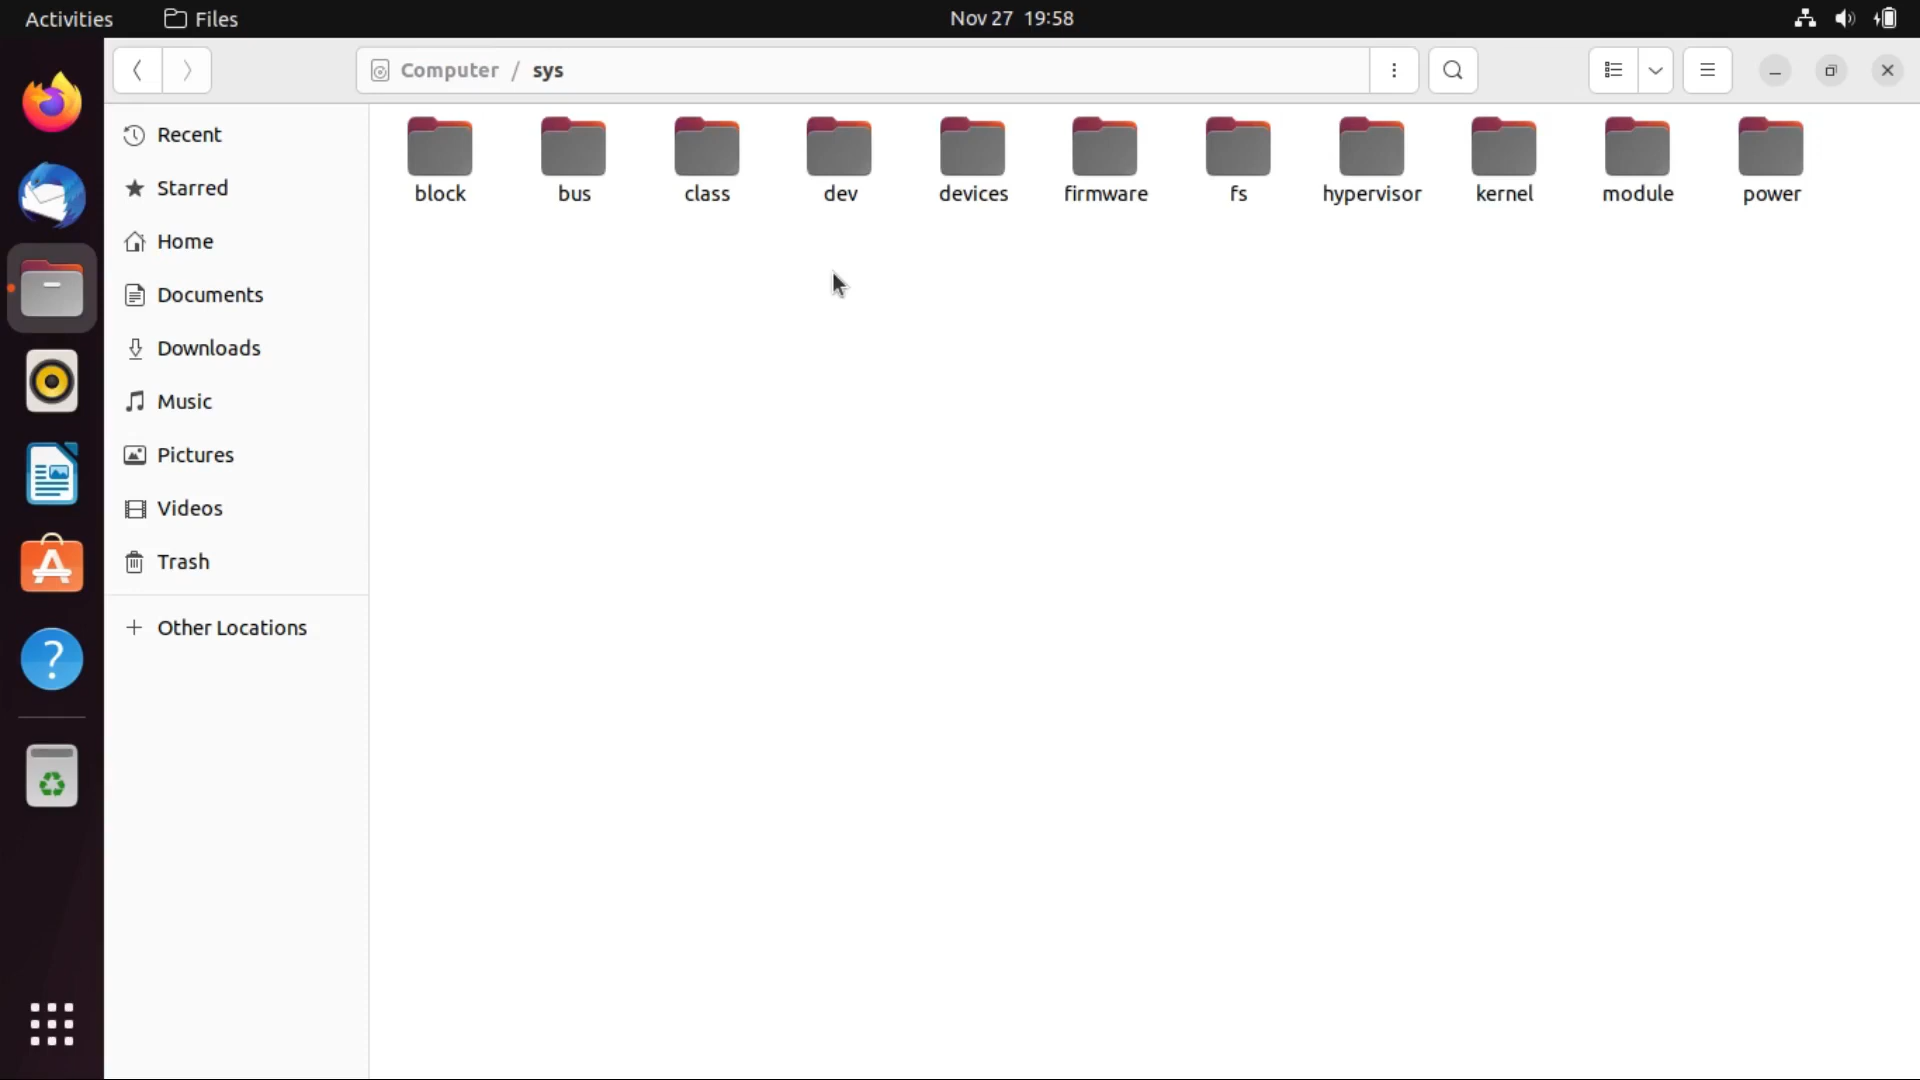 Activities Files Nov 27 19:58
Computer / sys
Recent
Starred
Home
Documents
Downloads
Music
Pictures
Videos
Trash
Other Locations
block bus class dev devices firmware fs hypervisor kernel module power